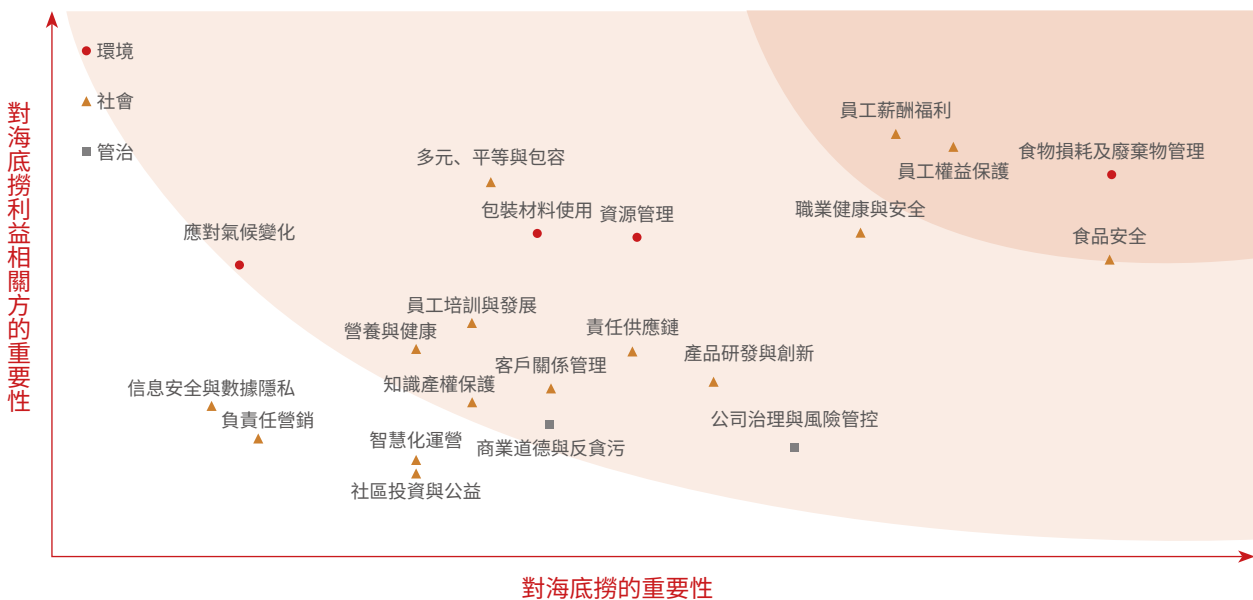 環境
社會
管治
對海底撈利益相關方的重要性
員工薪酬福利
食物損耗及廢棄物管理
多元、平等與包容
員工權益保護
包裝材料使用
資源管理
職業健康與安全
應對氣候變化
食品安全
員工培訓與發展
營養與健康
責任供應鏈
產品研發與創新
客戶關係管理
信息安全與數據隱私
知識產權保護
負責任營銷
公司治理與風險管控
智慧化運營
商業道德與反貪污
社區投資與公益
對海底撈的重要性